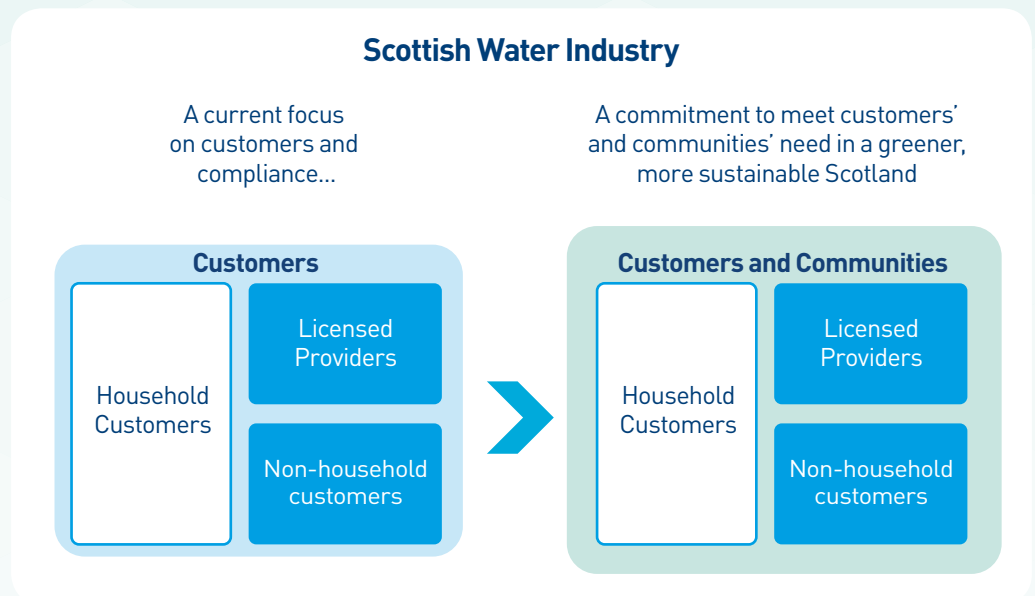 Scottish Water Industry
A current focus
on customers and
compliance...
A commitment to meet customers’
and communities’ need in a greener,
more sustainable Scotland
Customers
Household
Customers
Licensed
Providers
Non-household
customers
Customers and Communities
Household
Customers
Licensed
Providers
Non-household
customers